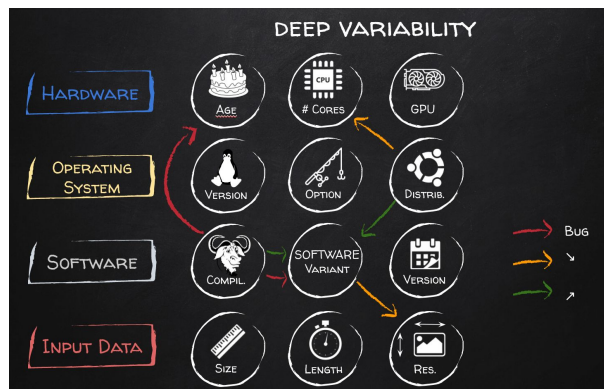 DEEP VARIABILITY
HARDWARE
AGE
CPU
# CORES
GPU
OPERATING
SYSTEM
VERSION
OPTION
DISTRIB.
SOFTWARE
COMPIL.
SOFTWARE
VARIANT
VERSION
BUG
↘
↗
INPUT DATA
SIZE
LENGTH
RES.